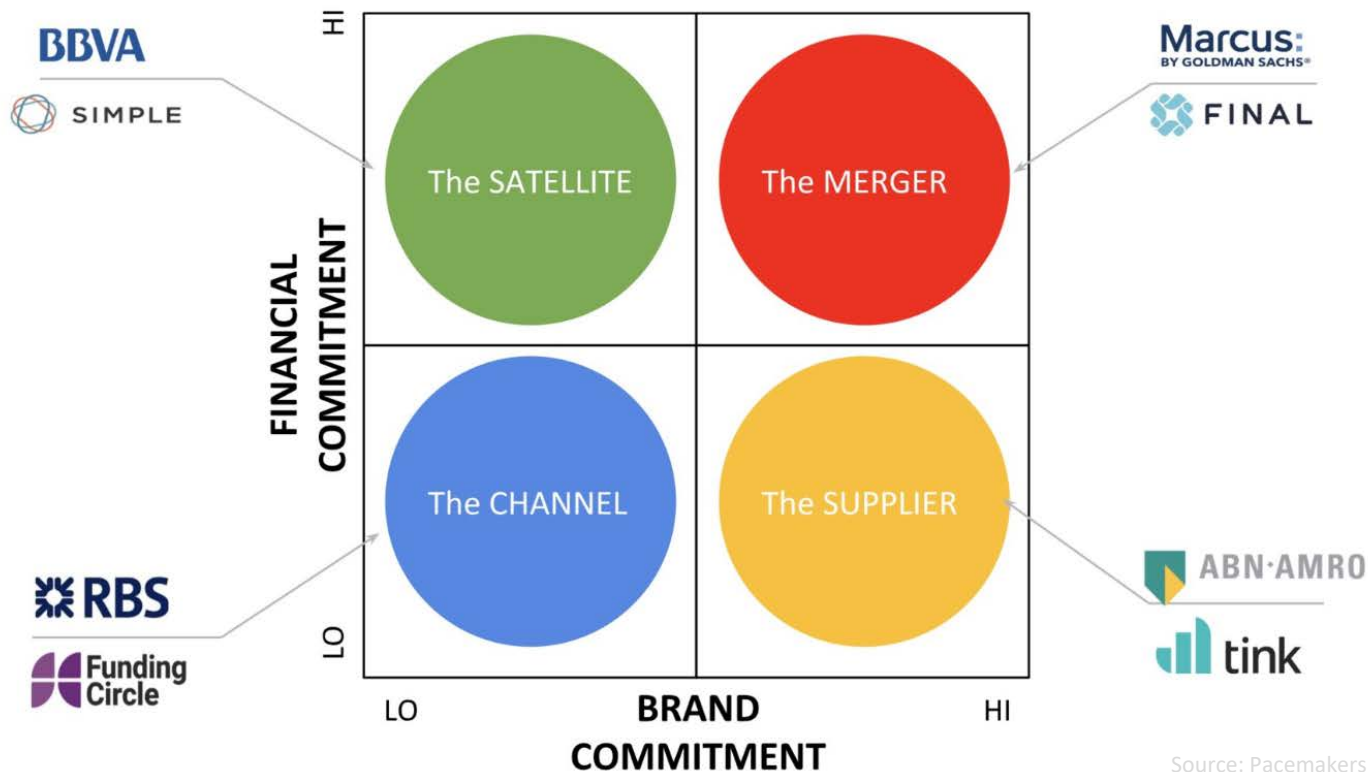 BBVA
SIMPLE
HI
Marcus:
BY GOLDMAN SACHS®
FINAL
The SATELLITE
The MERGER
FINANCIAL
COMMITMENT
The CHANNEL
The SUPPLIER
RBS
Funding
Circle
ABN·AMRO
tink
LO
LO
BRAND
COMMITMENT
HI
Source: Pacemakers